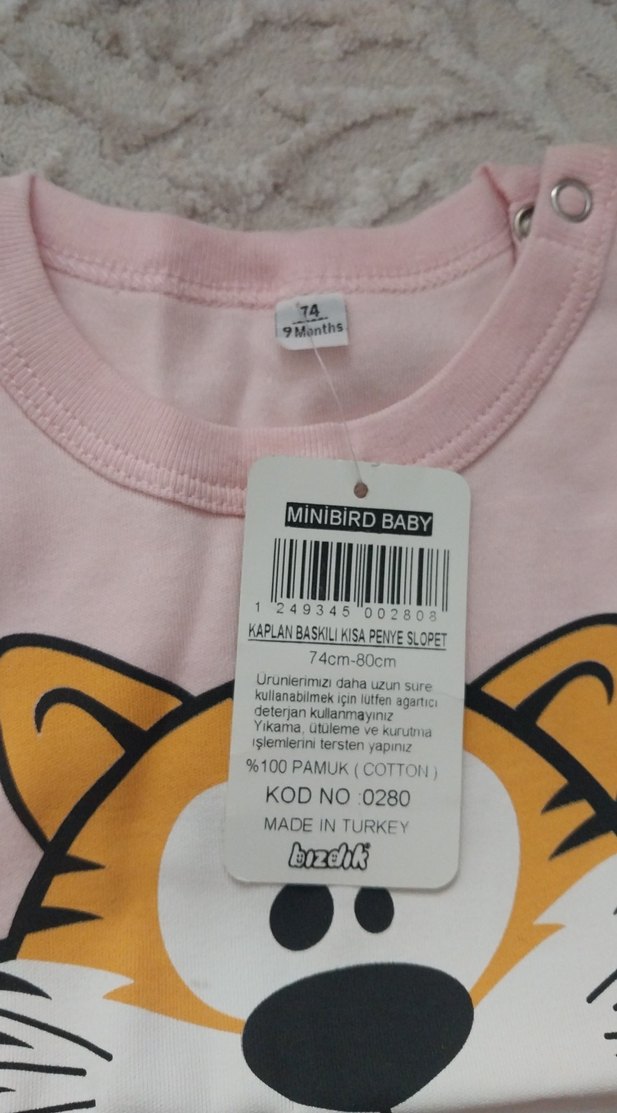 74
9 Months
MİNİBİRD BABY
1 249345 002808
KAPLAN BASKILI KISA PENYE SLOPET
74cm-80cm
Ürünlerimizi daha uzun süre
kullanabilmek için lütfen agartıcı
deterjan kullanmayınız
Yıkama, ütüleme ve kurutma
işlemlerini tersten yapınız
%100 PAMUK ( COTTON )
KOD NO :0280
MADE IN TURKEY
bızdık